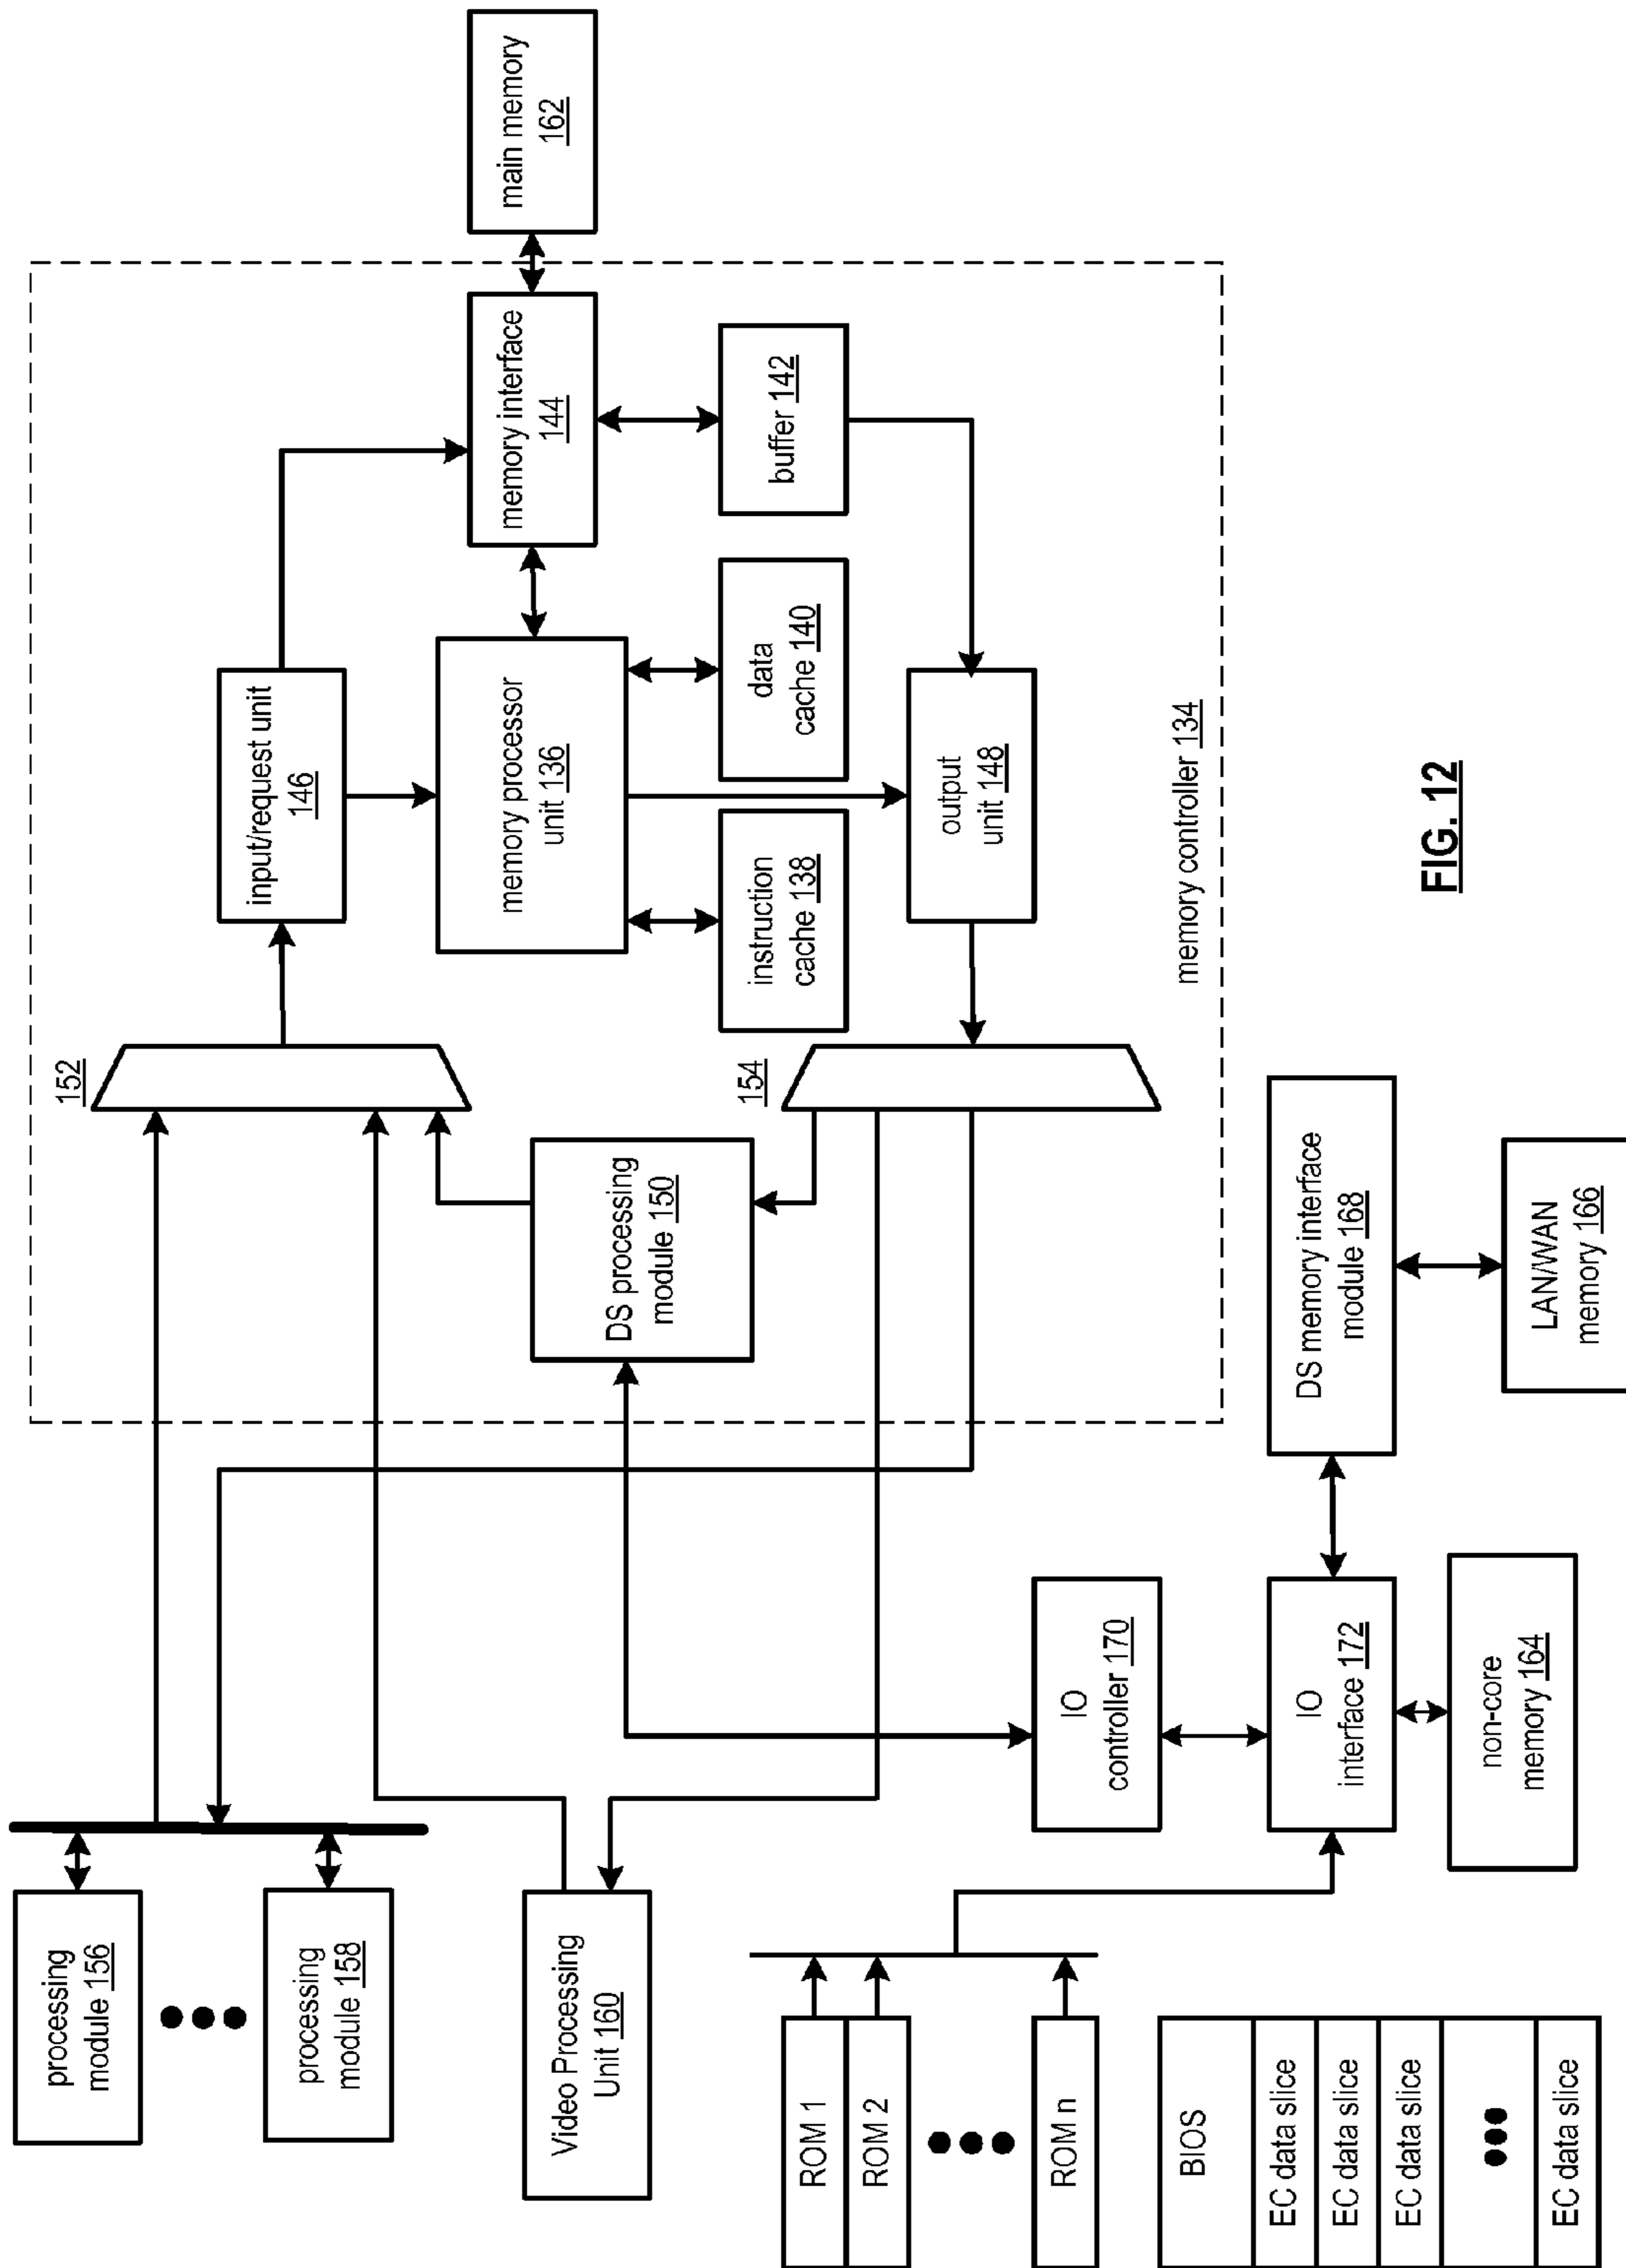 processing
module 156
processing
module 158
Video Processing
Unit 160
ROM 1
ROM 2
ROM n
BIOS
EC data slice
EC data slice
EC data slice
EC data slice
152
154
DS processing
module 150
input/request unit
146
memory processor
unit 136
instruction
cache 138
data
cache 140
output
unit 148
memory interface
144
buffer 142
main memory
162
memory controller 134
IO
controller 170
IO
interface 172
non-core
memory 164
DS memory interface
module 168
LAN/WAN
memory 166
FIG. 12